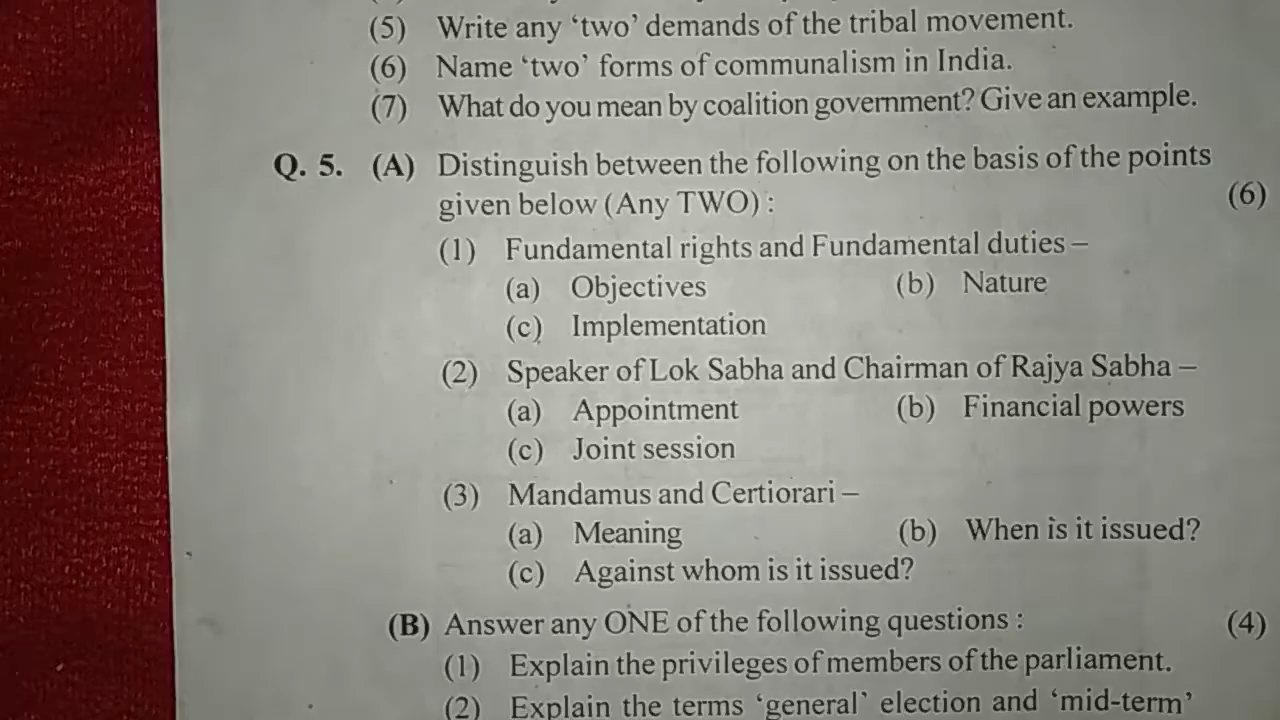 (5) Write any ‘two’ demands of the tribal movement.
(6) Name ‘two’ forms of communalism in India.
(7) What do you mean by coalition government? Give an example.
Q. 5. (A) Distinguish between the following on the basis of the points
given below (Any TWO) : (6)
(1) Fundamental rights and Fundamental duties –
(a) Objectives (b) Nature
(c) Implementation
(2) Speaker of Lok Sabha and Chairman of Rajya Sabha –
(a) Appointment (b) Financial powers
(c) Joint session
(3) Mandamus and Certiorari –
(a) Meaning (b) When is it issued?
(c) Against whom is it issued?
(B) Answer any ONE of the following questions : (4)
(1) Explain the privileges of members of the parliament.
(2) Explain the terms ‘general’ election and ‘mid-term’